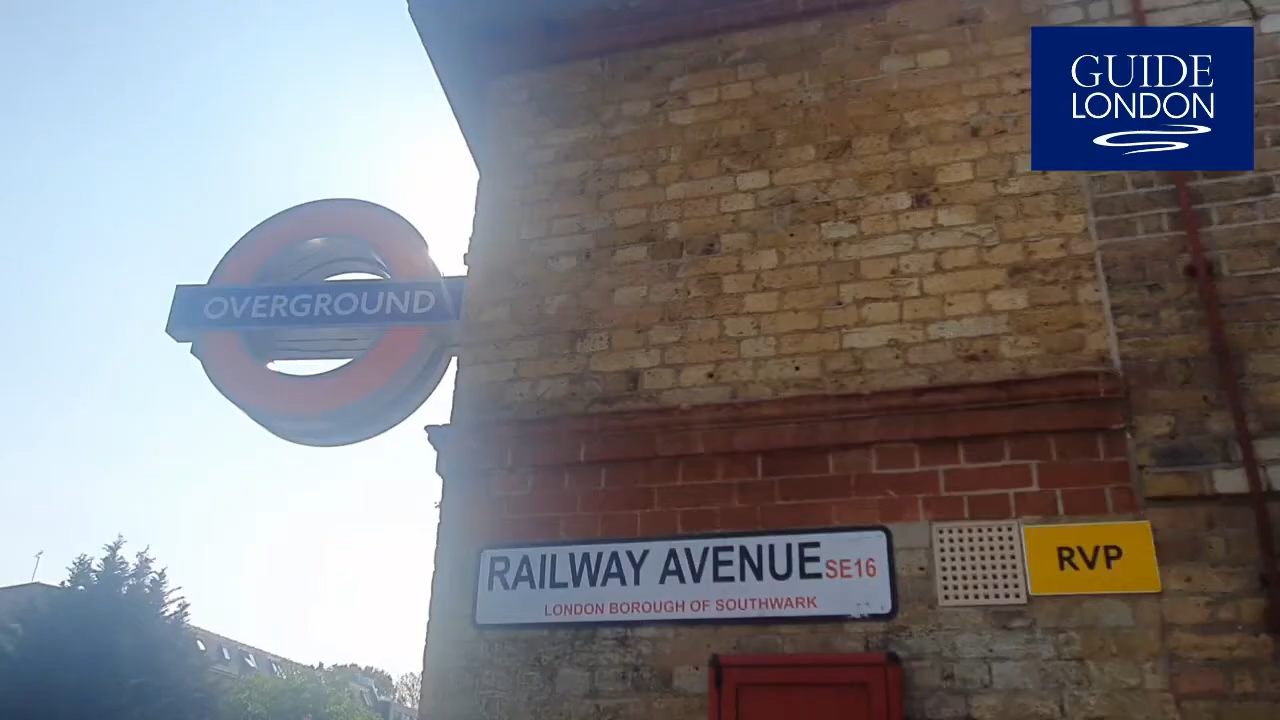 GUIDE
LONDON
OVERGROUND
RAILWAY AVENUE SE16
LONDON BOROUGH OF SOUTHWARK
RVP